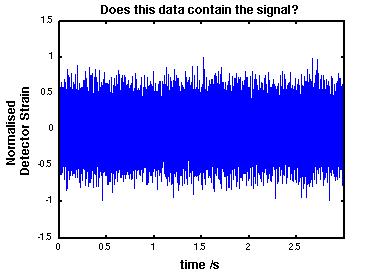 Does this data contain the signal?
1.5
1
0.5
0
-0.5
-1
-1.5
Normalised
Detector Strain
0 0.5 1 1.5 2 2.5
time /s